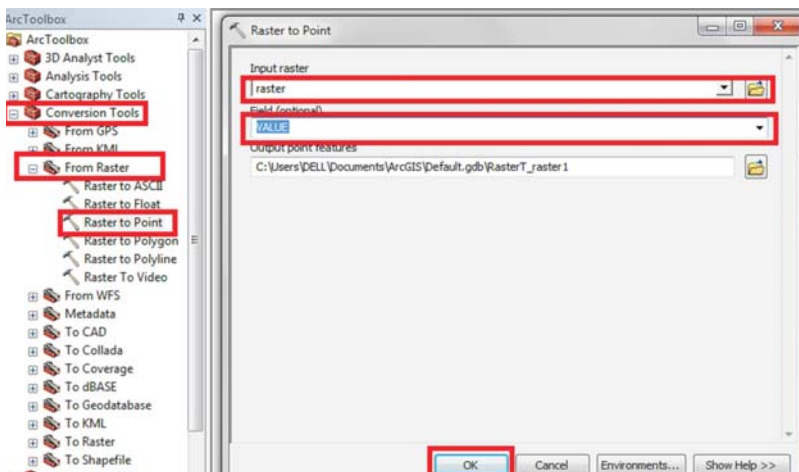 ArcToolbox
ArcToolbox
3D Analyst Tools
Analysis Tools
Cartography Tools
Conversion Tools
From GPS
From KML
From Raster
Raster to ASCII
Raster to Float
Raster to Point
Raster to Polygon
Raster to Polyline
Raster To Video
From WFS
Metadata
To CAD
To Collada
To Coverage
To dBASE
To Geodatabase
To KML
To Raster
To Shapefile
Raster to Point
Input raster
raster
Field (optional)
VALUE
Output point features
C:\Users\DELL\Documents\ArcGIS\Default.gdb\RasterT_raster1
OK
Cancel
Environments...
Show Help >>